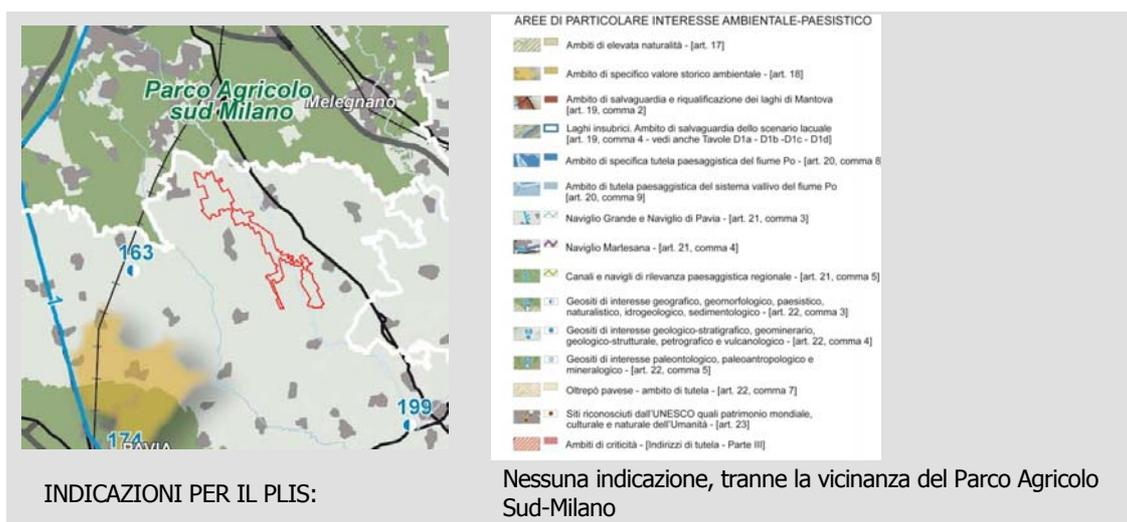 Parco Agricolo
sud Milano
Melegnano
163
1
199
174
PAVIA
AREE DI PARTICOLARE INTERESSE AMBIENTALE-PAESISTICO
Ambiti di elevata naturalità - [art. 17]
Ambito di specifico valore storico ambientale - [art. 18]
Ambito di salvaguardia e riqualificazione dei laghi di Mantova
[art. 19, comma 2]
Laghi insubrici. Ambito di salvaguardia dello scenario lacuale
[art. 19, comma 4 - vedi anche Tavole D1a - D1b -D1c - D1d]
Ambito di specifica tutela paesaggistica del fiume Po - [art. 20, comma 8
Ambito di tutela paesaggistica del sistema vallivo del fiume Po
[art. 20, comma 9]
Naviglio Grande e Naviglio di Pavia - [art. 21, comma 3]
Naviglio Martesana - [art. 21, comma 4]
Canali e navigli di rilevanza paesaggistica regionale - [art. 21, comma 5]
Geositi di interesse geografico, geomorfologico, paesistico,
naturalistico, idrogeologico, sedimentologico - [art. 22, comma 3]
Geositi di interesse geologico-stratigrafico, geominerario,
geologico-strutturale, petrografico e vulcanologico - [art. 22, comma 4]
Geositi di interesse paleontologico, paleoantropologico e
mineralogico - [art. 22, comma 5]
Oltrepò pavese - ambito di tutela - [art. 22, comma 7]
Siti riconosciuti dall'UNESCO quali patrimonio mondiale,
culturale e naturale dell'Umanità - [art. 23]
Ambiti di criticità - [Indirizzi di tutela - Parte III]
INDICAZIONI PER IL PLIS:
Nessuna indicazione, tranne la vicinanza del Parco Agricolo
Sud-Milano